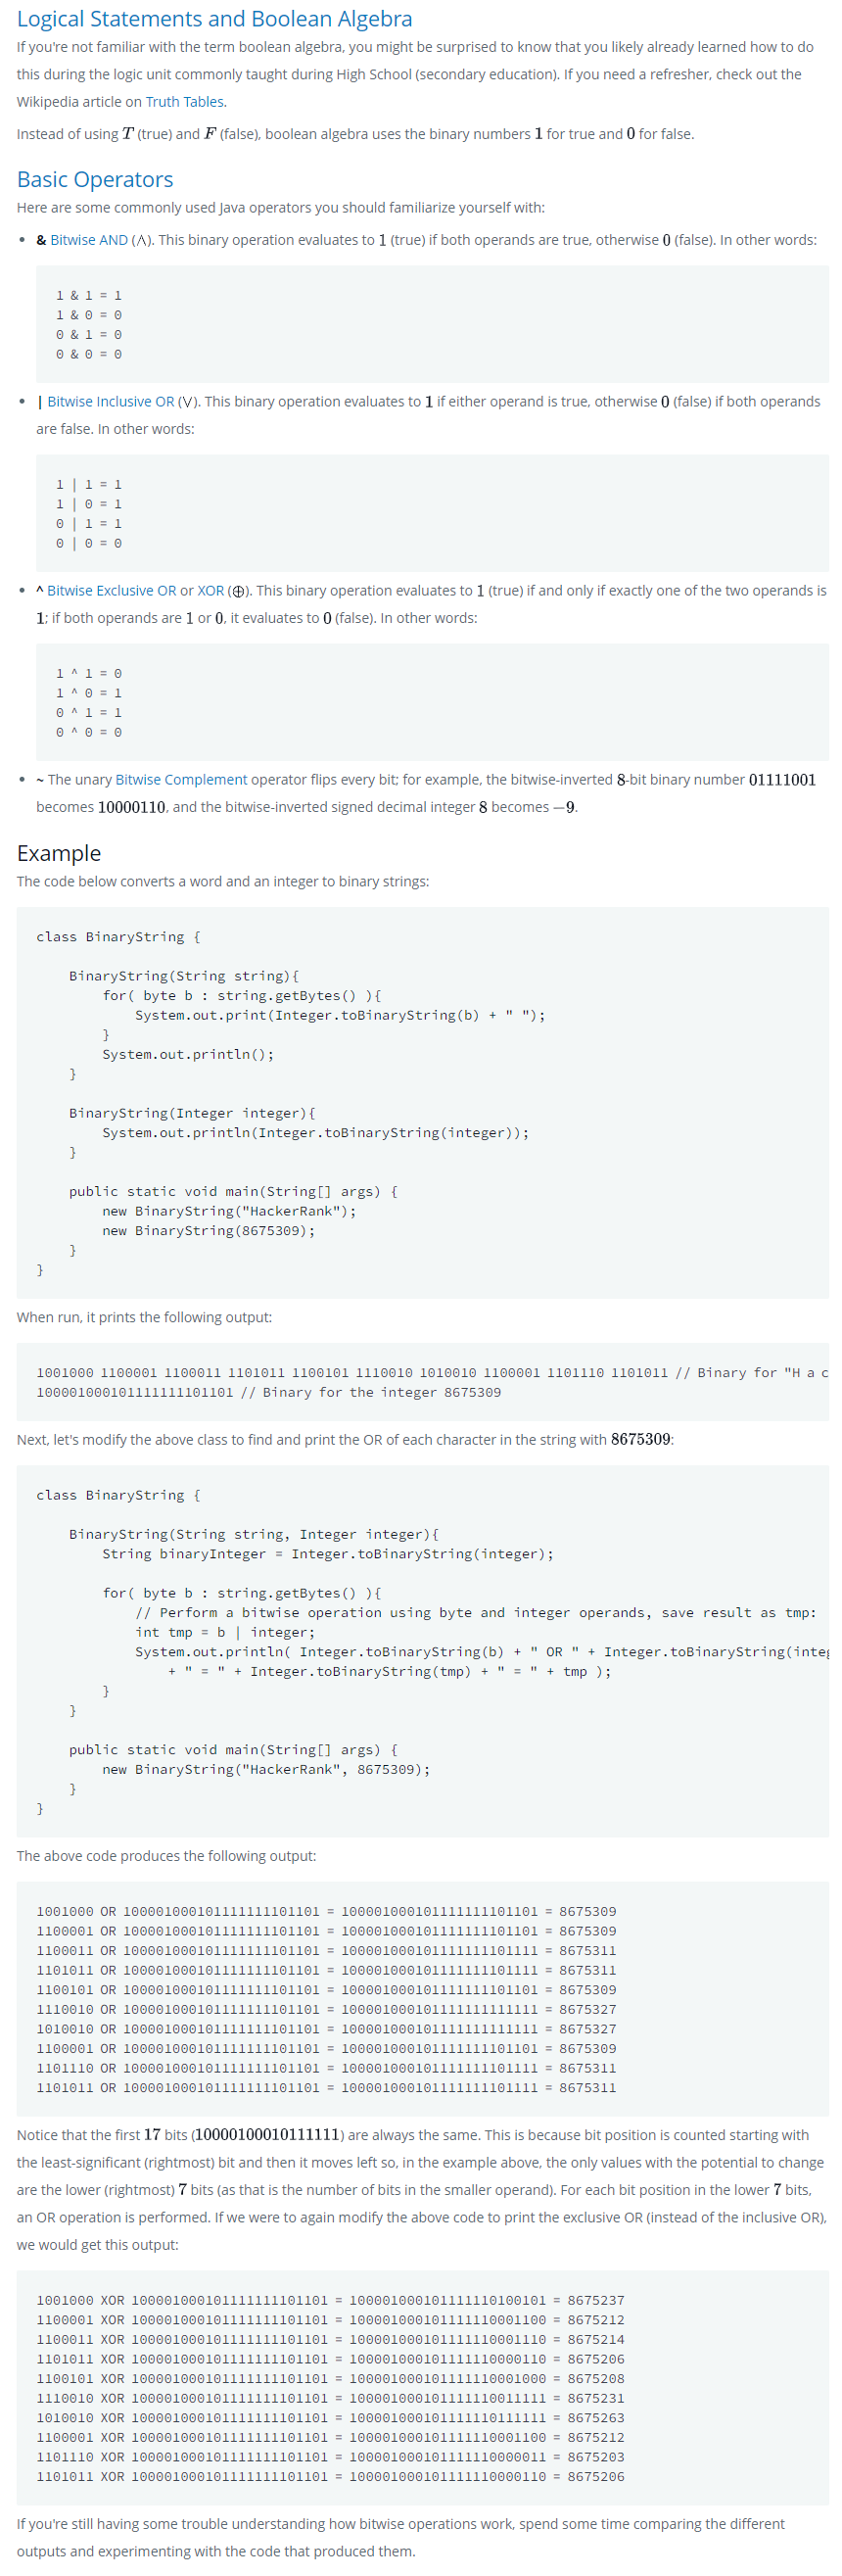 Logical Statements and Boolean Algebra
If you're not familiar with the term boolean algebra, you might be surprised to know that you likely already learned how to do
this during the logic unit commonly taught during High School (secondary education). If you need a refresher, check out the
Wikipedia article on Truth Tables.
Instead of using T (true) and F (false), boolean algebra uses the binary numbers 1 for true and 0 for false.
Basic Operators
Here are some commonly used Java operators you should familiarize yourself with:
• & Bitwise AND (∧). This binary operation evaluates to 1 (true) if both operands are true, otherwise 0 (false). In other words:
1 & 1 = 1
1 & 0 = 0
0 & 1 = 0
0 & 0 = 0
• | Bitwise Inclusive OR (∨). This binary operation evaluates to 1 if either operand is true, otherwise 0 (false) if both operands
are false. In other words:
1 | 1 = 1
1 | 0 = 1
0 | 1 = 1
0 | 0 = 0
• ^ Bitwise Exclusive OR or XOR (⊕). This binary operation evaluates to 1 (true) if and only if exactly one of the two operands is
1; if both operands are 1 or 0, it evaluates to 0 (false). In other words:
1 ^ 1 = 0
1 ^ 0 = 1
0 ^ 1 = 1
0 ^ 0 = 0
• ~ The unary Bitwise Complement operator flips every bit; for example, the bitwise-inverted 8-bit binary number 01111001
becomes 10000110, and the bitwise-inverted signed decimal integer 8 becomes −9.
Example
The code below converts a word and an integer to binary strings:
class BinaryString {
BinaryString(String string){
for( byte b : string.getBytes() ){
System.out.print(Integer.toBinaryString(b) + " ");
}
System.out.println();
}
BinaryString(Integer integer){
System.out.println(Integer.toBinaryString(integer));
}
public static void main(String[] args) {
new BinaryString("HackerRank");
new BinaryString(8675309);
}
}
When run, it prints the following output:
1001000 1100001 1100011 1101011 1100101 1110010 1010010 1100001 1101110 1101011 // Binary for "H a c
100001000101111111101101 // Binary for the integer 8675309
Next, let's modify the above class to find and print the OR of each character in the string with 8675309:
class BinaryString {
BinaryString(String string, Integer integer){
String binaryInteger = Integer.toBinaryString(integer);
for( byte b : string.getBytes() ){
// Perform a bitwise operation using byte and integer operands, save result as tmp:
int tmp = b | integer;
System.out.println( Integer.toBinaryString(b) + " OR " + Integer.toBinaryString(integ
+ " = " + Integer.toBinaryString(tmp) + " = " + tmp );
}
}
public static void main(String[] args) {
new BinaryString("HackerRank", 8675309);
}
}
The above code produces the following output:
1001000 OR 100001000101111111101101 = 100001000101111111101101 = 8675309
1100001 OR 100001000101111111101101 = 100001000101111111101101 = 8675309
1100011 OR 100001000101111111101101 = 100001000101111111101111 = 8675311
1101011 OR 100001000101111111101101 = 100001000101111111101111 = 8675311
1100101 OR 100001000101111111101101 = 100001000101111111101101 = 8675309
1110010 OR 100001000101111111101101 = 100001000101111111111111 = 8675327
1010010 OR 100001000101111111101101 = 100001000101111111111111 = 8675327
1100001 OR 100001000101111111101101 = 100001000101111111101101 = 8675309
1101110 OR 100001000101111111101101 = 100001000101111111101111 = 8675311
1101011 OR 100001000101111111101101 = 100001000101111111101111 = 8675311
Notice that the first 17 bits (10000100010111111) are always the same. This is because bit position is counted starting with
the least-significant (rightmost) bit and then it moves left so, in the example above, the only values with the potential to change
are the lower (rightmost) 7 bits (as that is the number of bits in the smaller operand). For each bit position in the lower 7 bits,
an OR operation is performed. If we were to again modify the above code to print the exclusive OR (instead of the inclusive OR),
we would get this output:
1001000 XOR 100001000101111111101101 = 100001000101111110100101 = 8675237
1100001 XOR 100001000101111111101101 = 100001000101111110001100 = 8675212
1100011 XOR 100001000101111111101101 = 100001000101111110001110 = 8675214
1101011 XOR 100001000101111111101101 = 100001000101111110000110 = 8675206
1100101 XOR 100001000101111111101101 = 100001000101111110001000 = 8675208
1110010 XOR 100001000101111111101101 = 100001000101111110011111 = 8675231
1010010 XOR 100001000101111111101101 = 100001000101111110111111 = 8675263
1100001 XOR 100001000101111111101101 = 100001000101111110001100 = 8675212
1101110 XOR 100001000101111111101101 = 100001000101111110000011 = 8675203
1101011 XOR 100001000101111111101101 = 100001000101111110000110 = 8675206
If you're still having some trouble understanding how bitwise operations work, spend some time comparing the different
outputs and experimenting with the code that produced them.